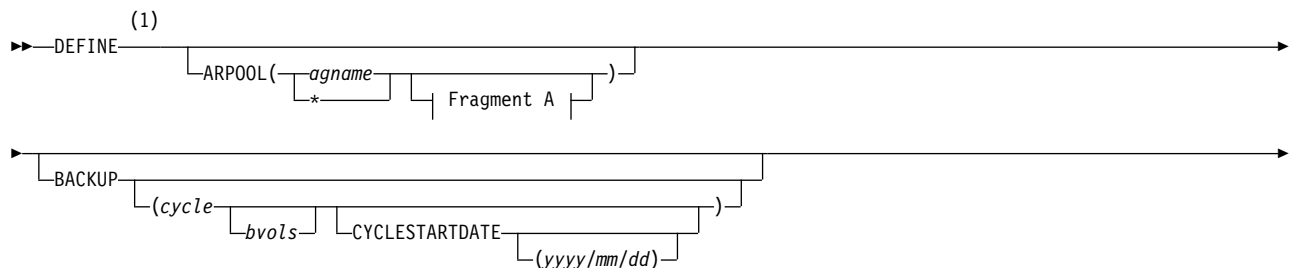 (1)
DEFINE
ARPOOL( agname )
*
Fragment A
BACKUP
(cycle )
bvols CYCLESTARTDATE
(yyyy/mm/dd)